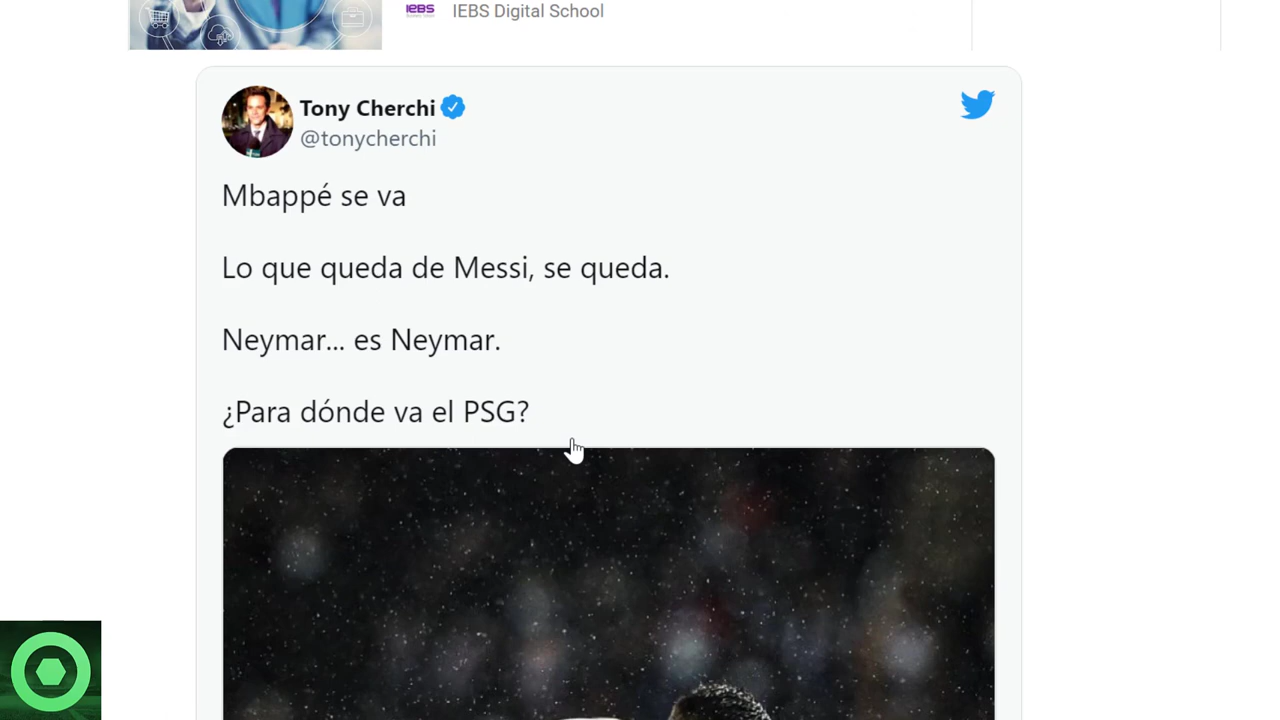 IEBS
IEBS Digital School
Tony Cherchi
@tonycherchi
Mbappé se va
Lo que queda de Messi, se queda.
Neymar... es Neymar.
¿Para dónde va el PSG?